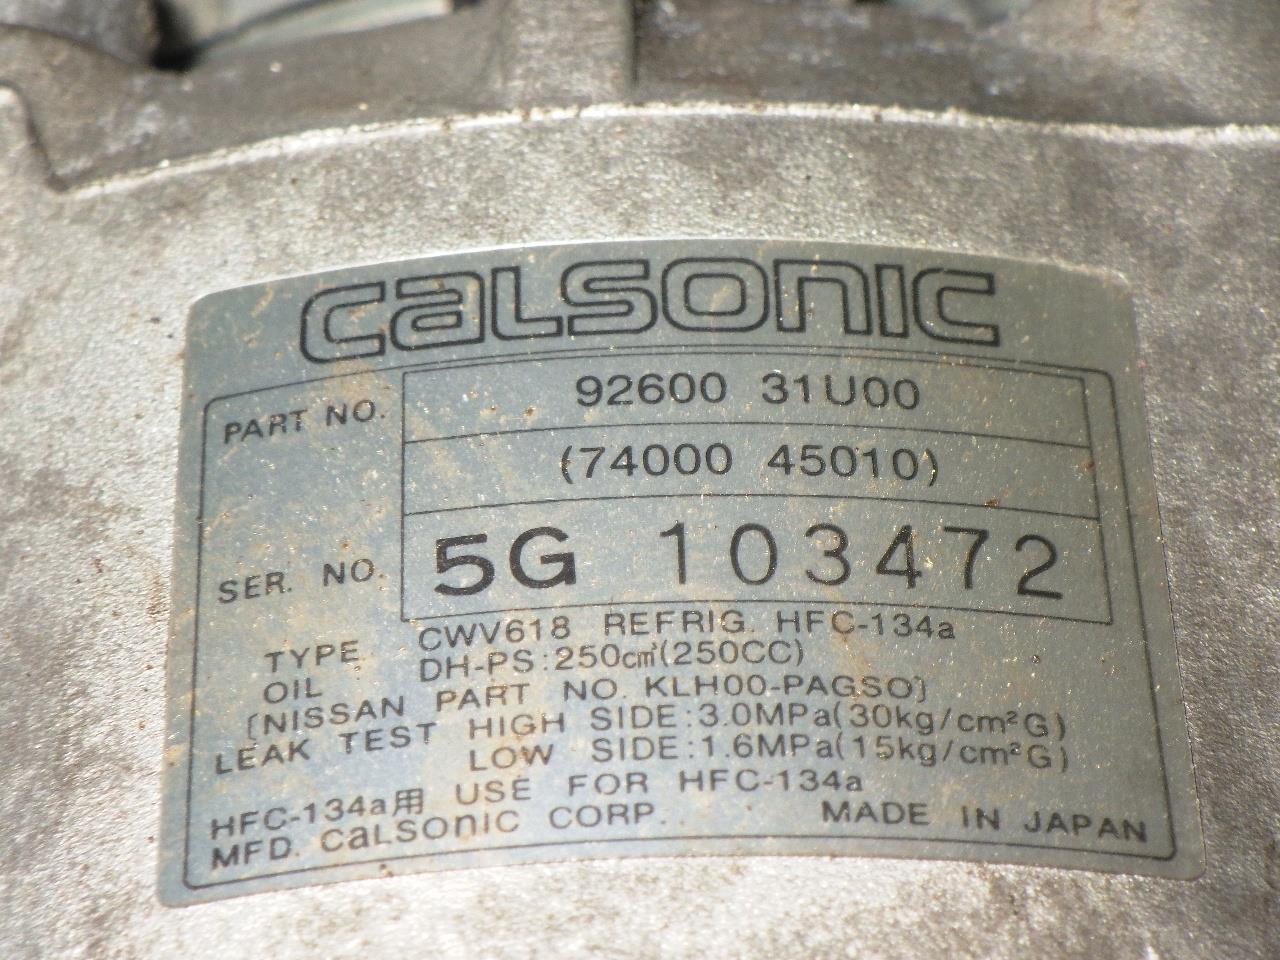 CALSONIC
PART NO. 92600 31U00
(74000 45010)
SER. NO. 5G 103472
TYPE CWV618 REFRIG. HFC-134a
OIL DH-PS:250cm³(250CC)
[NISSAN PART NO. KLH00-PAGSO]
LEAK TEST HIGH SIDE:3.0MPa(30kg/cm²G)
LOW SIDE:1.6MPa(15kg/cm²G)
HFC-134a用 USE FOR HFC-134a
MFD. CALSONIC CORP. MADE IN JAPAN